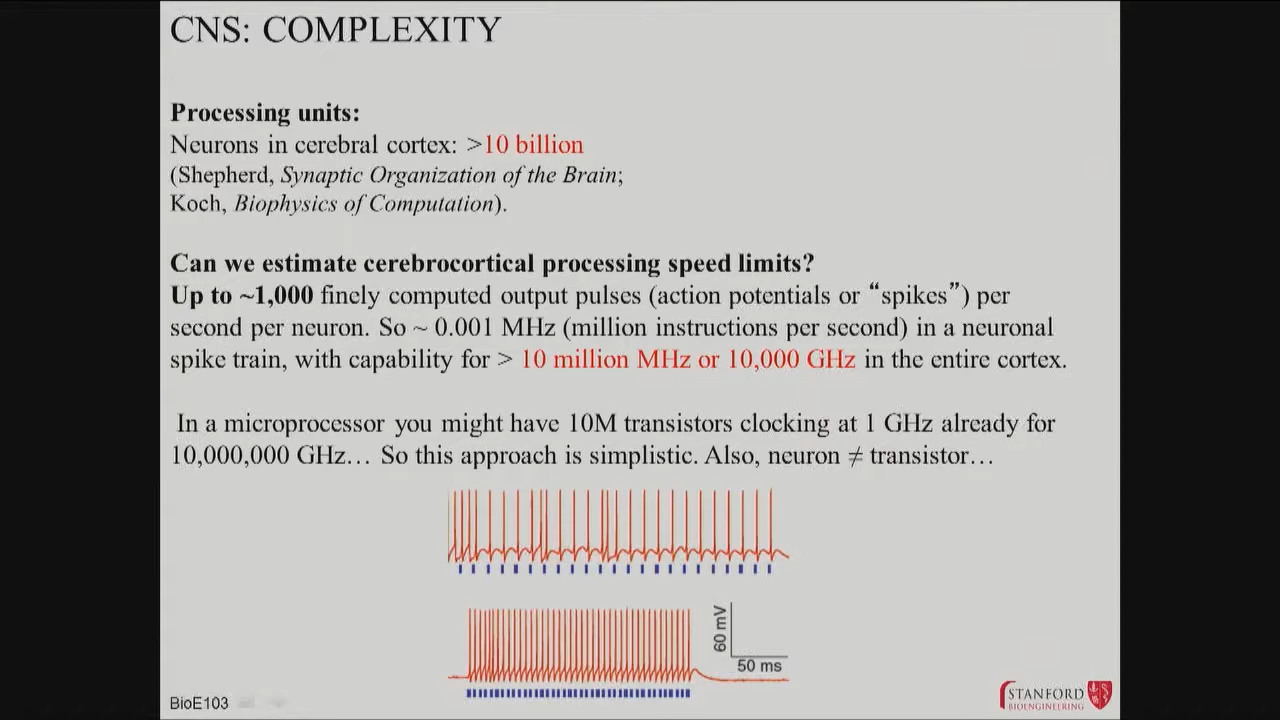 CNS: COMPLEXITY
Processing units:
Neurons in cerebral cortex: >10 billion
(Shepherd, Synaptic Organization of the Brain;
Koch, Biophysics of Computation).
Can we estimate cerebrocortical processing speed limits?
Up to ~1,000 finely computed output pulses (action potentials or “spikes”) per
second per neuron. So ~ 0.001 MHz (million instructions per second) in a neuronal
spike train, with capability for > 10 million MHz or 10,000 GHz in the entire cortex.
In a microprocessor you might have 10M transistors clocking at 1 GHz already for
10,000,000 GHz… So this approach is simplistic. Also, neuron ≠ transistor…
60 mV
50 ms
BioE103
STANFORD
BIOENGINEERING